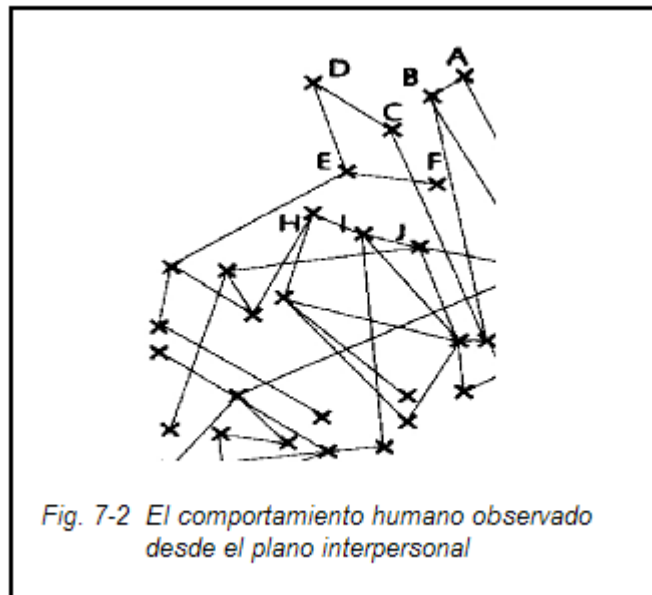 A
D
B
C
E
F
H
I
J
Fig. 7-2 El comportamiento humano observado
desde el plano interpersonal